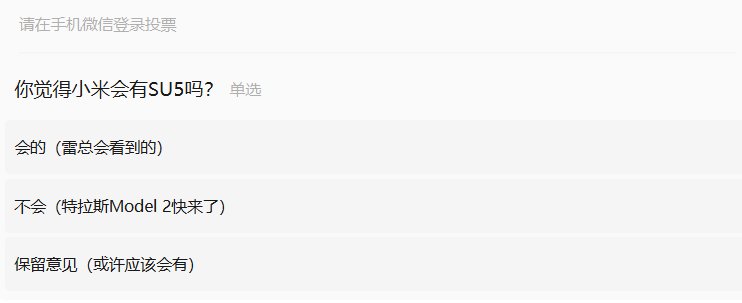 请在手机微信登录投票
你觉得小米会有SU5吗？ 单选
会的（雷总会看到的）
不会（特拉斯Model 2快来了）
保留意见（或许应该会有）